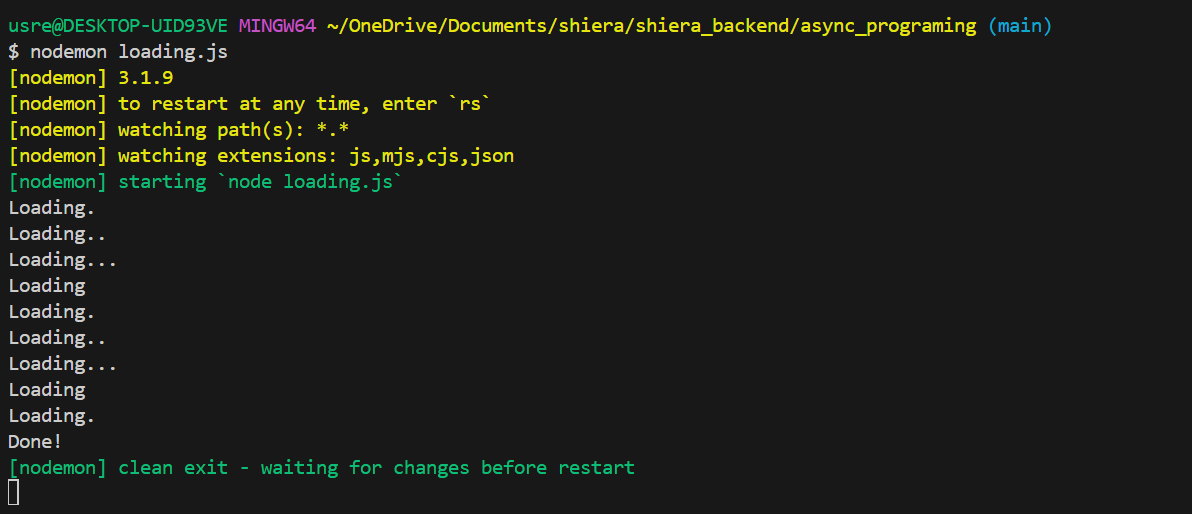 usre@DESKTOP-UID93VE MINGW64 ~/OneDrive/Documents/shiera/shiera_backend/async_programing (main)
$ nodemon loading.js
[nodemon] 3.1.9
[nodemon] to restart at any time, enter `rs`
[nodemon] watching path(s): *.*
[nodemon] watching extensions: js,mjs,cjs,json
[nodemon] starting `node loading.js`
Loading.
Loading..
Loading...
Loading
Loading.
Loading..
Loading...
Loading
Loading.
Done!
[nodemon] clean exit - waiting for changes before restart